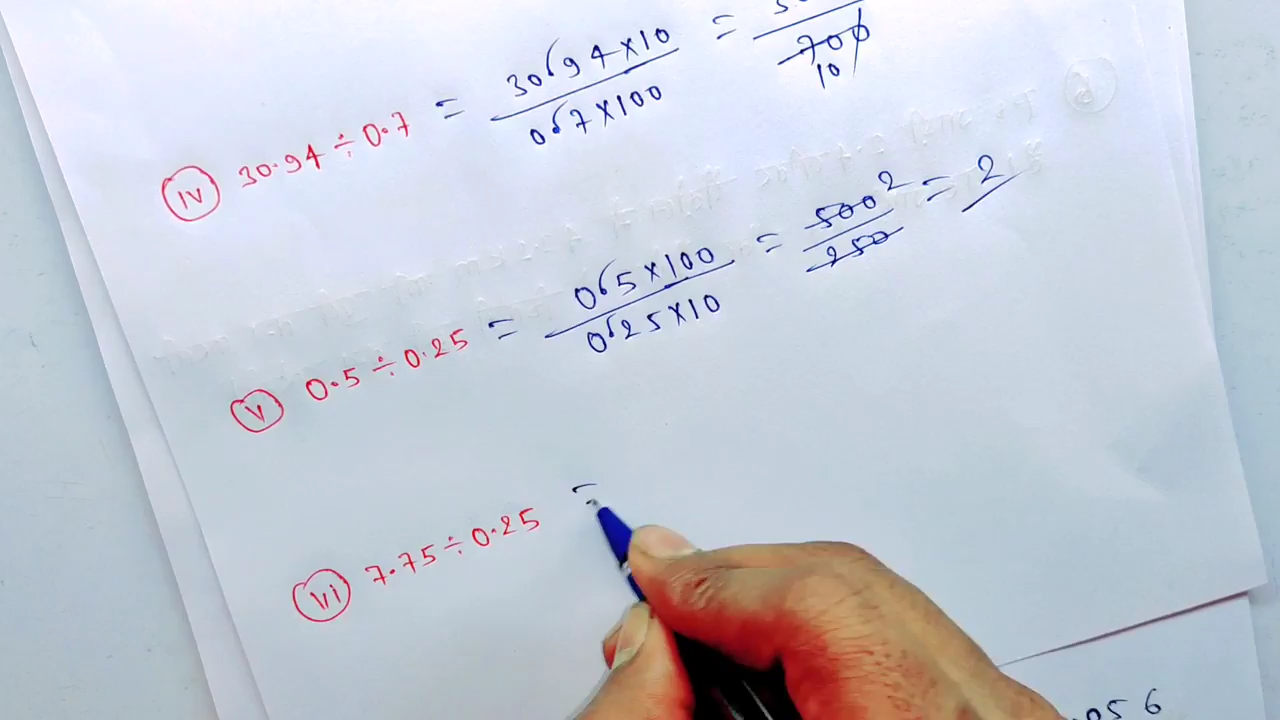 iv 30.94 ÷ 0.7 = 30.94 × 10 / 0.7 × 100 = / 700 10
v 0.5 ÷ 0.25 = 0.5 × 100 / 0.25 × 10 = 500 2 / 250 = 2
vi 7.75 ÷ 0.25 =
056